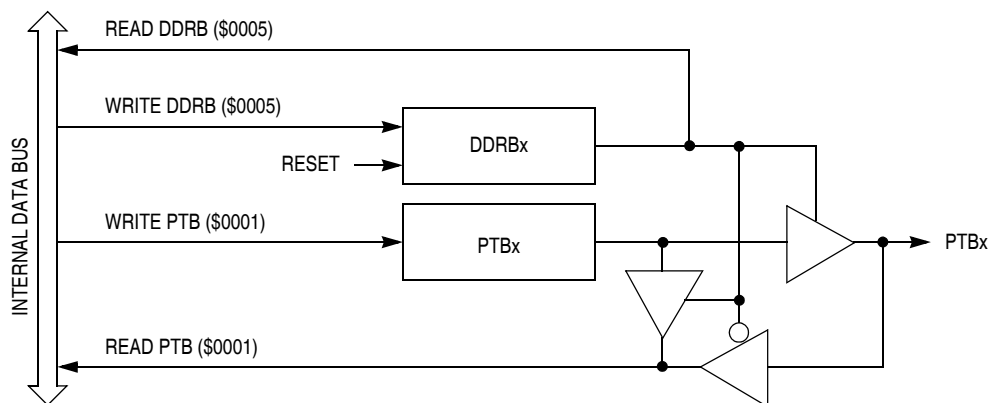 READ DDRB ($0005)
WRITE DDRB ($0005)
DDRBx
RESET
WRITE PTB ($0001)
PTBx
PTBx
READ PTB ($0001)
INTERNAL DATA BUS